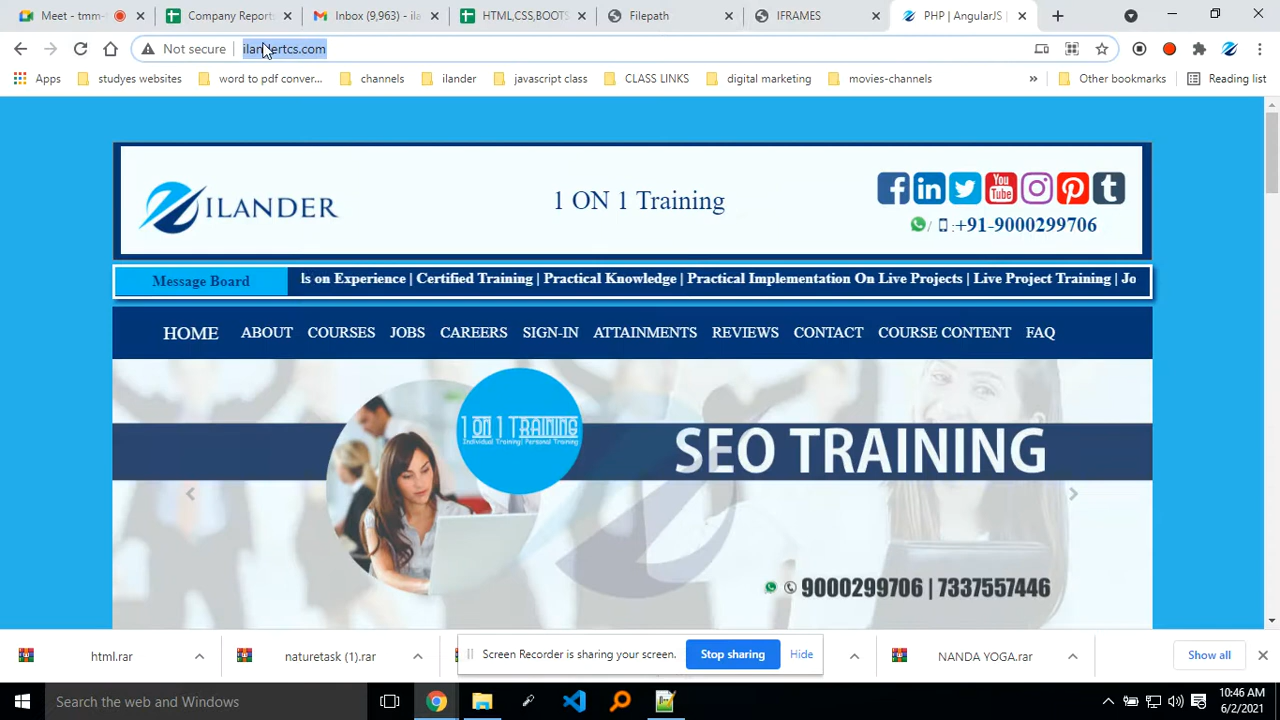 Meet - tmm-
Company Report
Inbox (9,963) - ila
HTML,CSS,BOOTS
Filepath
IFRAMES
PHP | AngularJS |
Not secure
ilandertcs.com
Apps
studyes websites
word to pdf conver...
channels
ilander
javascript class
CLASS LINKS
digital marketing
movies-channels
»
Other bookmarks
Reading list
ILANDER
1 ON 1 Training
/ :+91-9000299706
Message Board
ls on Experience | Certified Training | Practical Knowledge | Practical Implementation On Live Projects | Live Project Training | Jo
HOME ABOUT COURSES JOBS CAREERS SIGN-IN ATTAINMENTS REVIEWS CONTACT COURSE CONTENT FAQ
1 ON 1 TRAINING
Individual Training| Personal Training
SEO TRAINING
9000299706 | 7337557446
html.rar
naturetask (1).rar
Screen Recorder is sharing your screen.
Stop sharing
Hide
NANDA YOGA.rar
Show all
Search the web and Windows
10:46 AM
6/2/2021